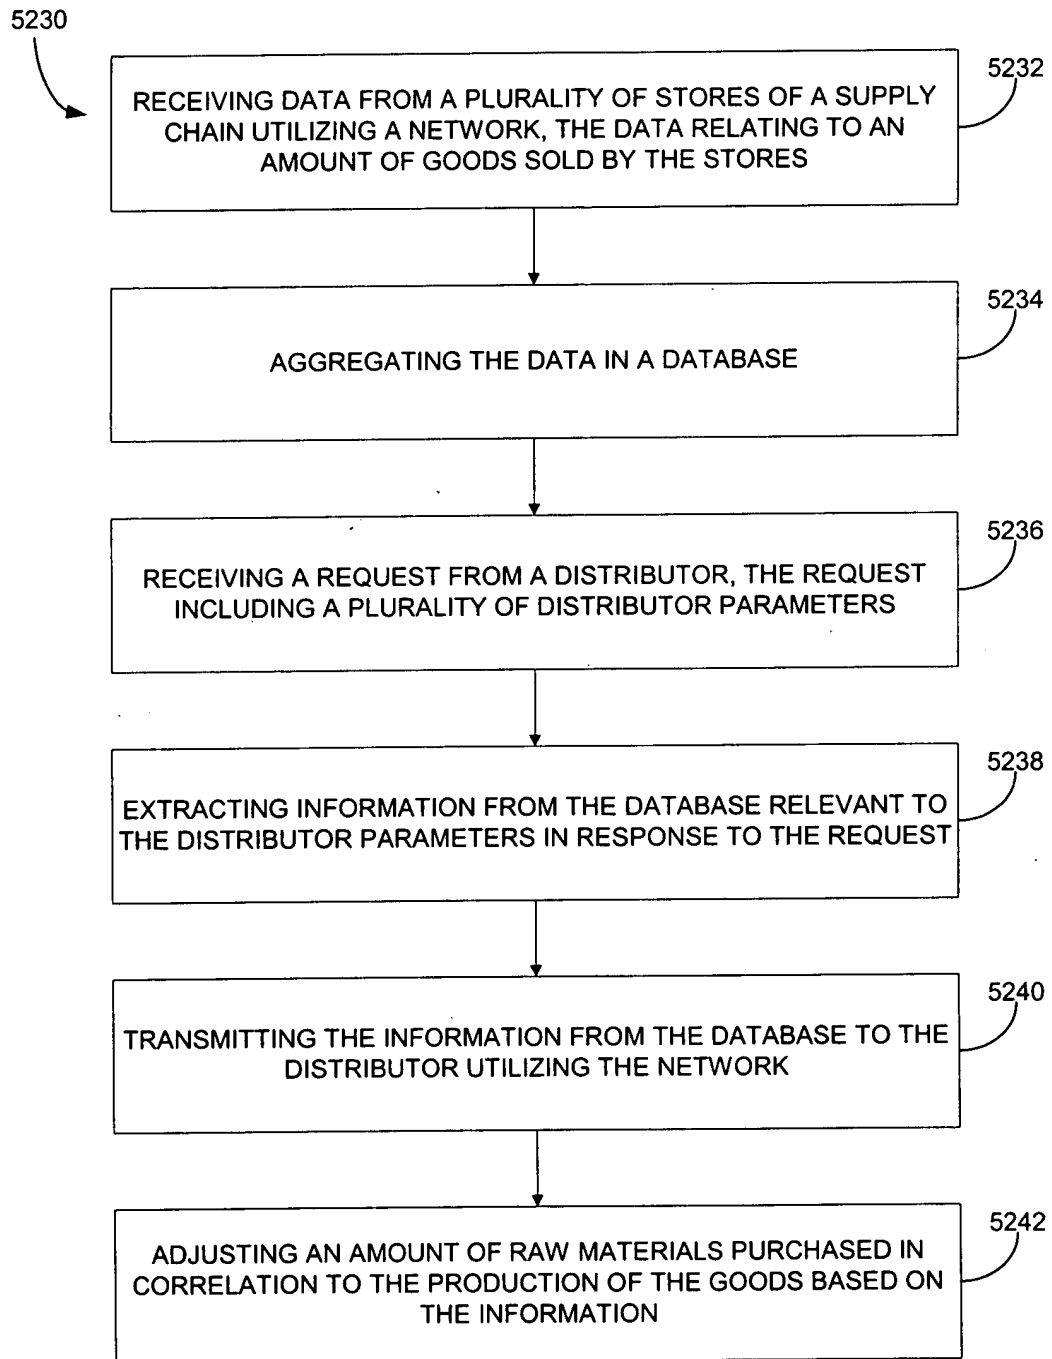 5230
5232
RECEIVING DATA FROM A PLURALITY OF STORES OF A SUPPLY
CHAIN UTILIZING A NETWORK, THE DATA RELATING TO AN
AMOUNT OF GOODS SOLD BY THE STORES
5234
AGGREGATING THE DATA IN A DATABASE
5236
RECEIVING A REQUEST FROM A DISTRIBUTOR, THE REQUEST
INCLUDING A PLURALITY OF DISTRIBUTOR PARAMETERS
5238
EXTRACTING INFORMATION FROM THE DATABASE RELEVANT TO
THE DISTRIBUTOR PARAMETERS IN RESPONSE TO THE REQUEST
5240
TRANSMITTING THE INFORMATION FROM THE DATABASE TO THE
DISTRIBUTOR UTILIZING THE NETWORK
5242
ADJUSTING AN AMOUNT OF RAW MATERIALS PURCHASED IN
CORRELATION TO THE PRODUCTION OF THE GOODS BASED ON
THE INFORMATION